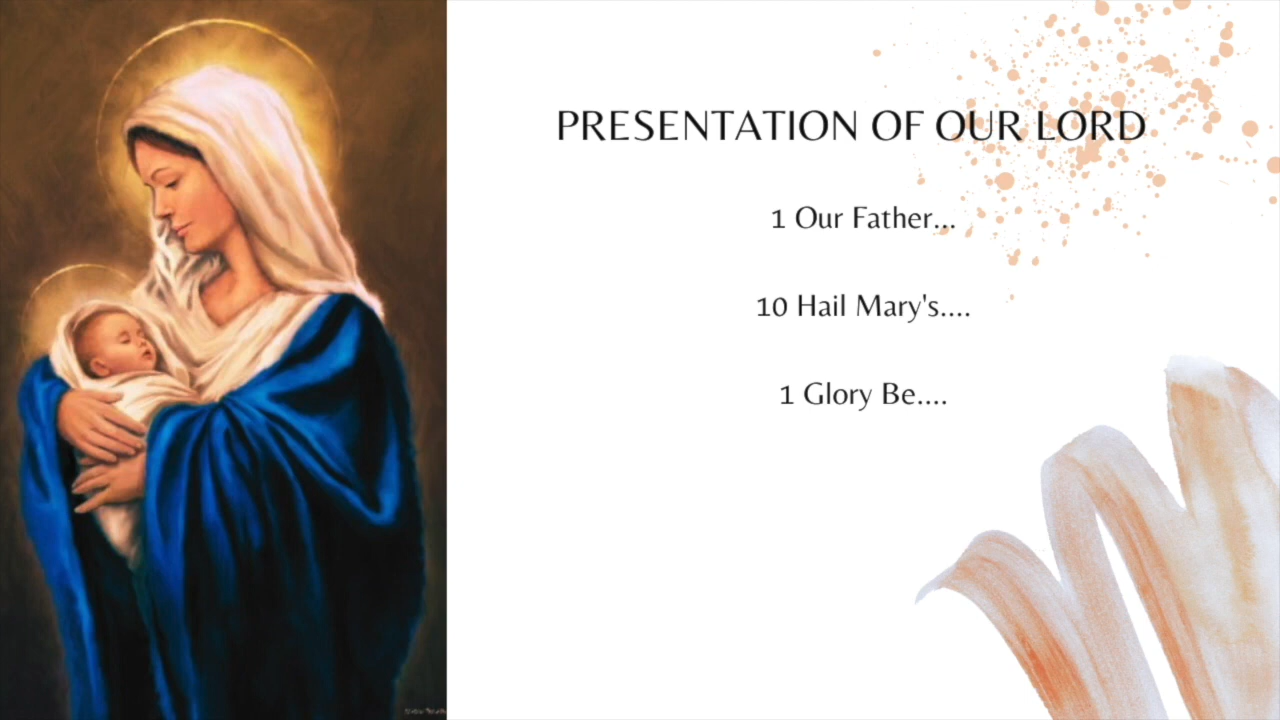 PRESENTATION OF OUR LORD
1 Our Father...
10 Hail Mary's....
1 Glory Be....